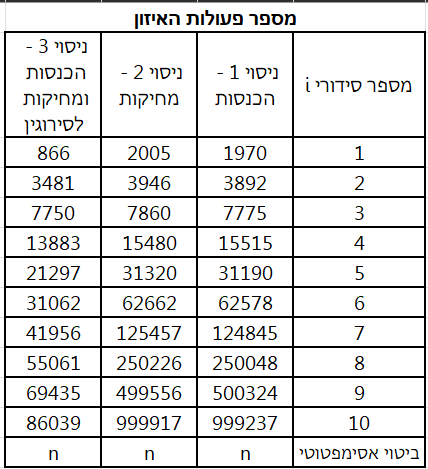 מספר פעולות האיזון
מספר סידורי i | ניסוי 1 - הכנסות | ניסוי 2 - מחיקות | ניסוי 3 - הכנסות ומחיקות לסירוגין
1 | 1970 | 2005 | 866
2 | 3892 | 3946 | 3481
3 | 7775 | 7860 | 7750
4 | 15515 | 15480 | 13883
5 | 31190 | 31320 | 21297
6 | 62578 | 62662 | 31062
7 | 124845 | 125457 | 41956
8 | 250048 | 250226 | 55061
9 | 500324 | 499556 | 69435
10 | 999237 | 999917 | 86039
ביטוי אסימפטוטי | n | n | n